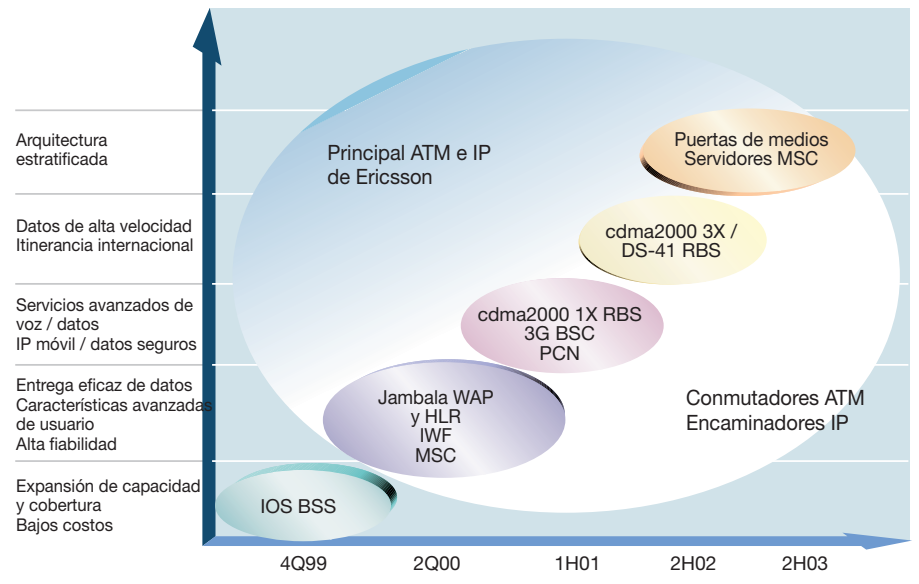 Arquitectura
estratificada
Datos de alta velocidad
Itinerancia internacional
Servicios avanzados de
voz / datos
IP móvil / datos seguros
Entrega eficaz de datos
Características avanzadas
de usuario
Alta fiabilidad
Expansión de capacidad
y cobertura
Bajos costos
Principal ATM e IP
de Ericsson
Puertas de medios
Servidores MSC
cdma2000 3X /
DS-41 RBS
cdma2000 1X RBS
3G BSC
PCN
Jambala WAP
y HLR
IWF
MSC
Conmutadores ATM
Encaminadores IP
IOS BSS
4Q99 2Q00 1H01 2H02 2H03